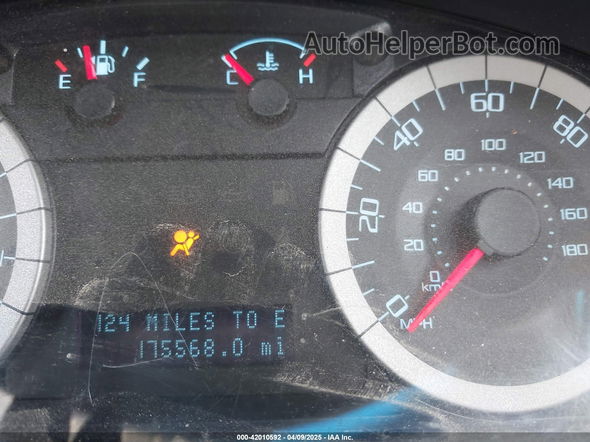 AutoHelperBot.com
E F
C H
0 20 40 60 80
0 20 40 60 80 100 120 140 160 180
km/h
MPH
124 MILES TO E
175568.0 mi
000-42010592 - 04/09/2025 - IAA Inc.